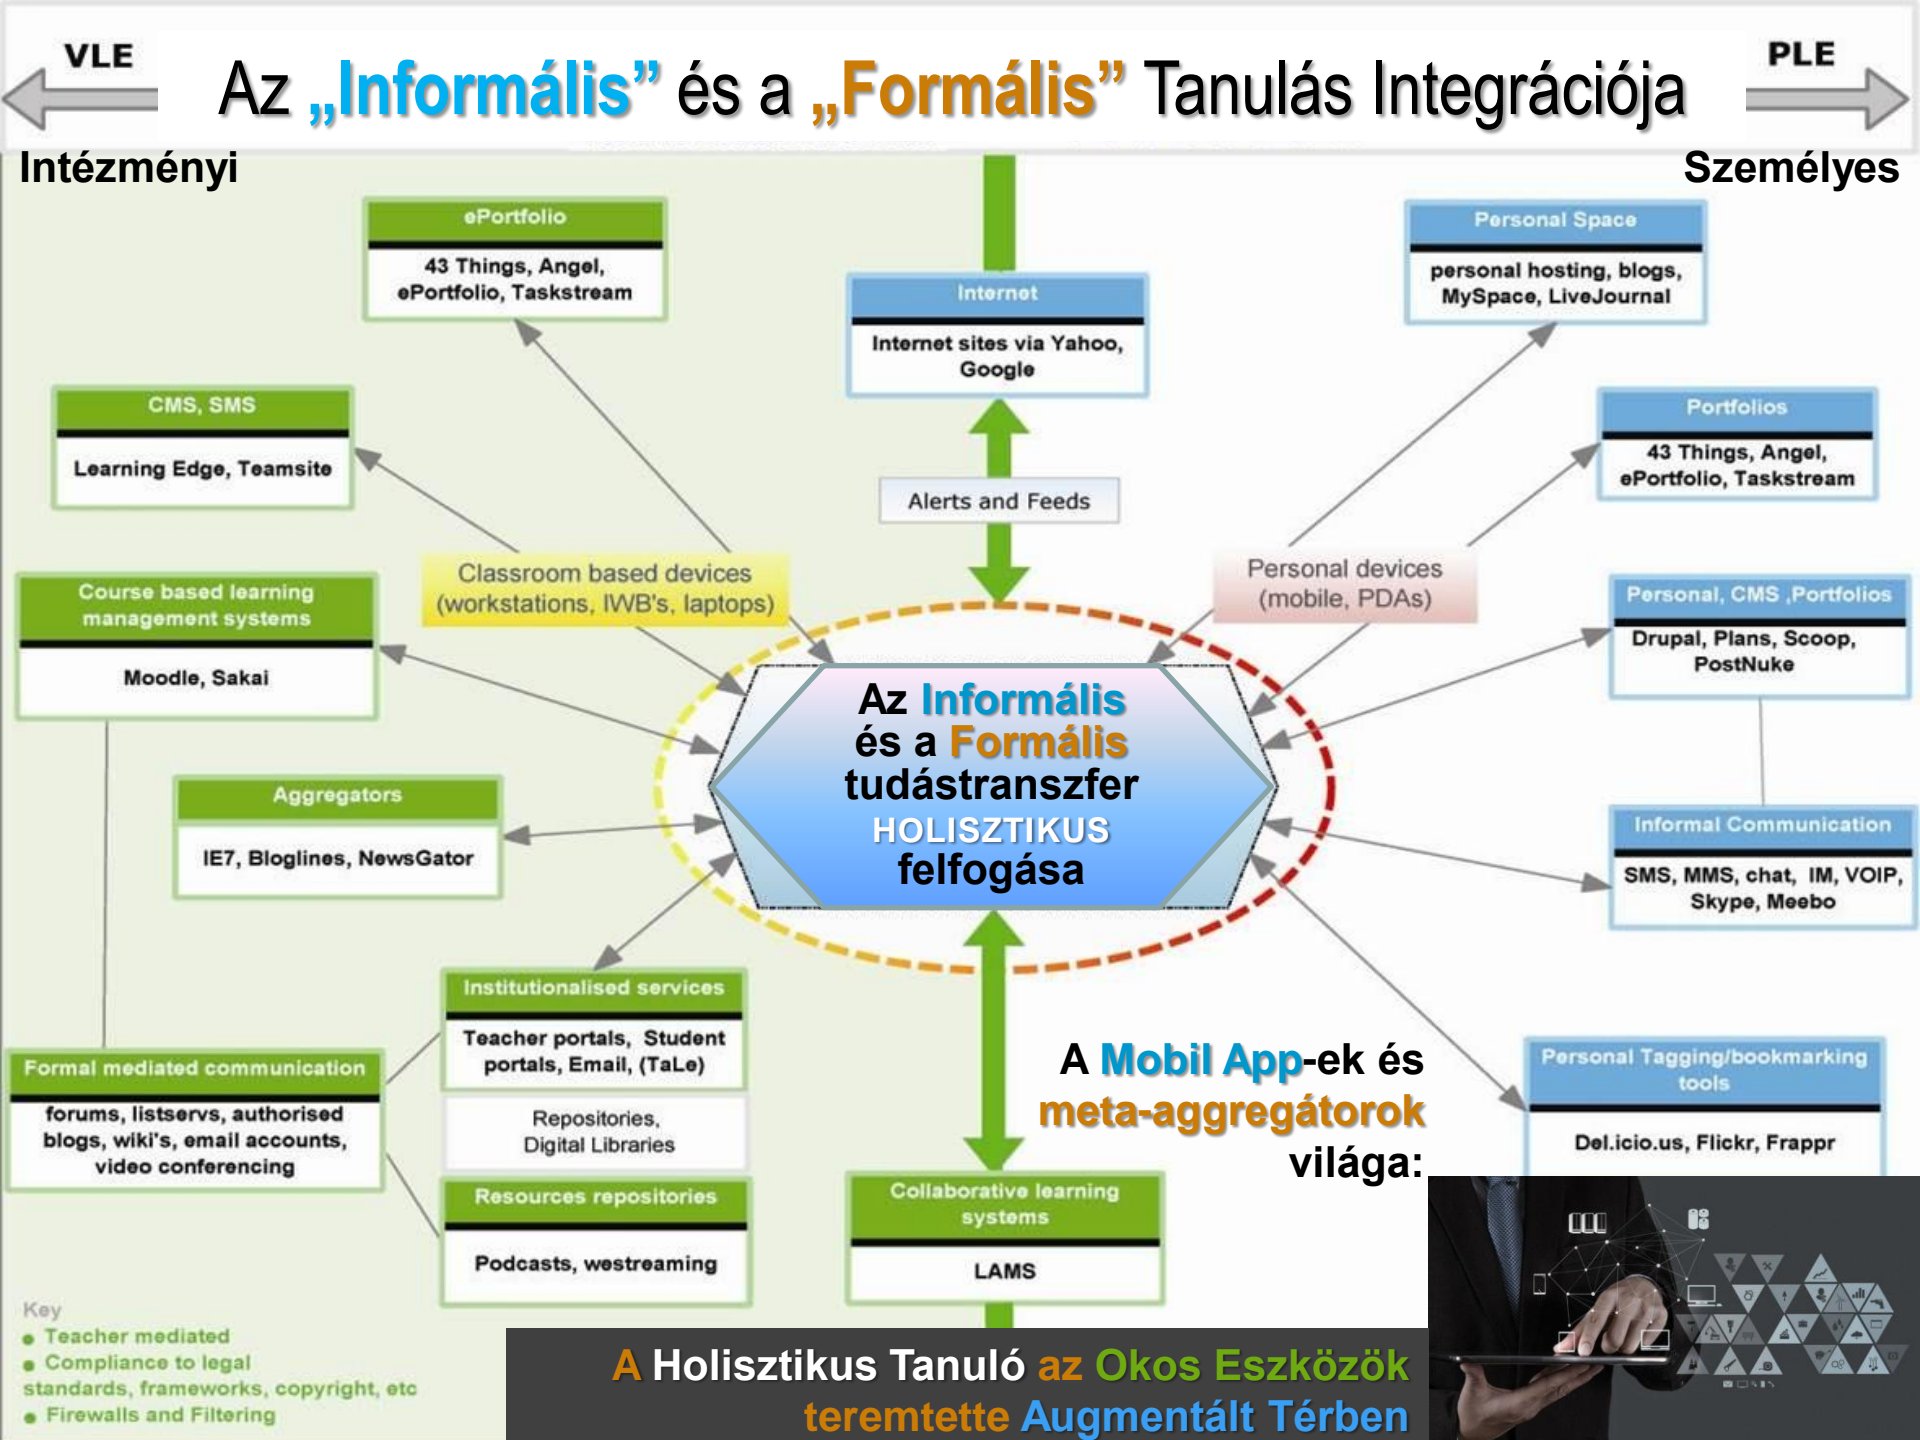 VLE
Az „Informális” és a „Formális” Tanulás Integrációja
PLE
Intézményi
Személyes
ePortfolio
43 Things, Angel,
ePortfolio, Taskstream
Internet
Internet sites via Yahoo,
Google
Personal Space
personal hosting, blogs,
MySpace, LiveJournal
CMS, SMS
Learning Edge, Teamsite
Alerts and Feeds
Portfolios
43 Things, Angel,
ePortfolio, Taskstream
Classroom based devices
(workstations, IWB's, laptops)
Personal devices
(mobile, PDAs)
Course based learning
management systems
Moodle, Sakai
Personal, CMS ,Portfolios
Drupal, Plans, Scoop,
PostNuke
Az Informális
és a Formális
tudástranszfer
HOLISZTIKUS
felfogása
Aggregators
IE7, Bloglines, NewsGator
Informal Communication
SMS, MMS, chat, IM, VOIP,
Skype, Meebo
Institutionalised services
Teacher portals, Student
portals, Email, (TaLe)
Formal mediated communication
forums, listservs, authorised
blogs, wiki's, email accounts,
video conferencing
Repositories,
Digital Libraries
Resources repositories
Podcasts, westreaming
A Mobil App-ek és
meta-aggregátorok
világa:
Personal Tagging/bookmarking
tools
Del.icio.us, Flickr, Frappr
Collaborative learning
systems
LAMS
Key
● Teacher mediated
● Compliance to legal
standards, frameworks, copyright, etc
● Firewalls and Filtering
A Holisztikus Tanuló az Okos Eszközök
teremtette Augmentált Térben